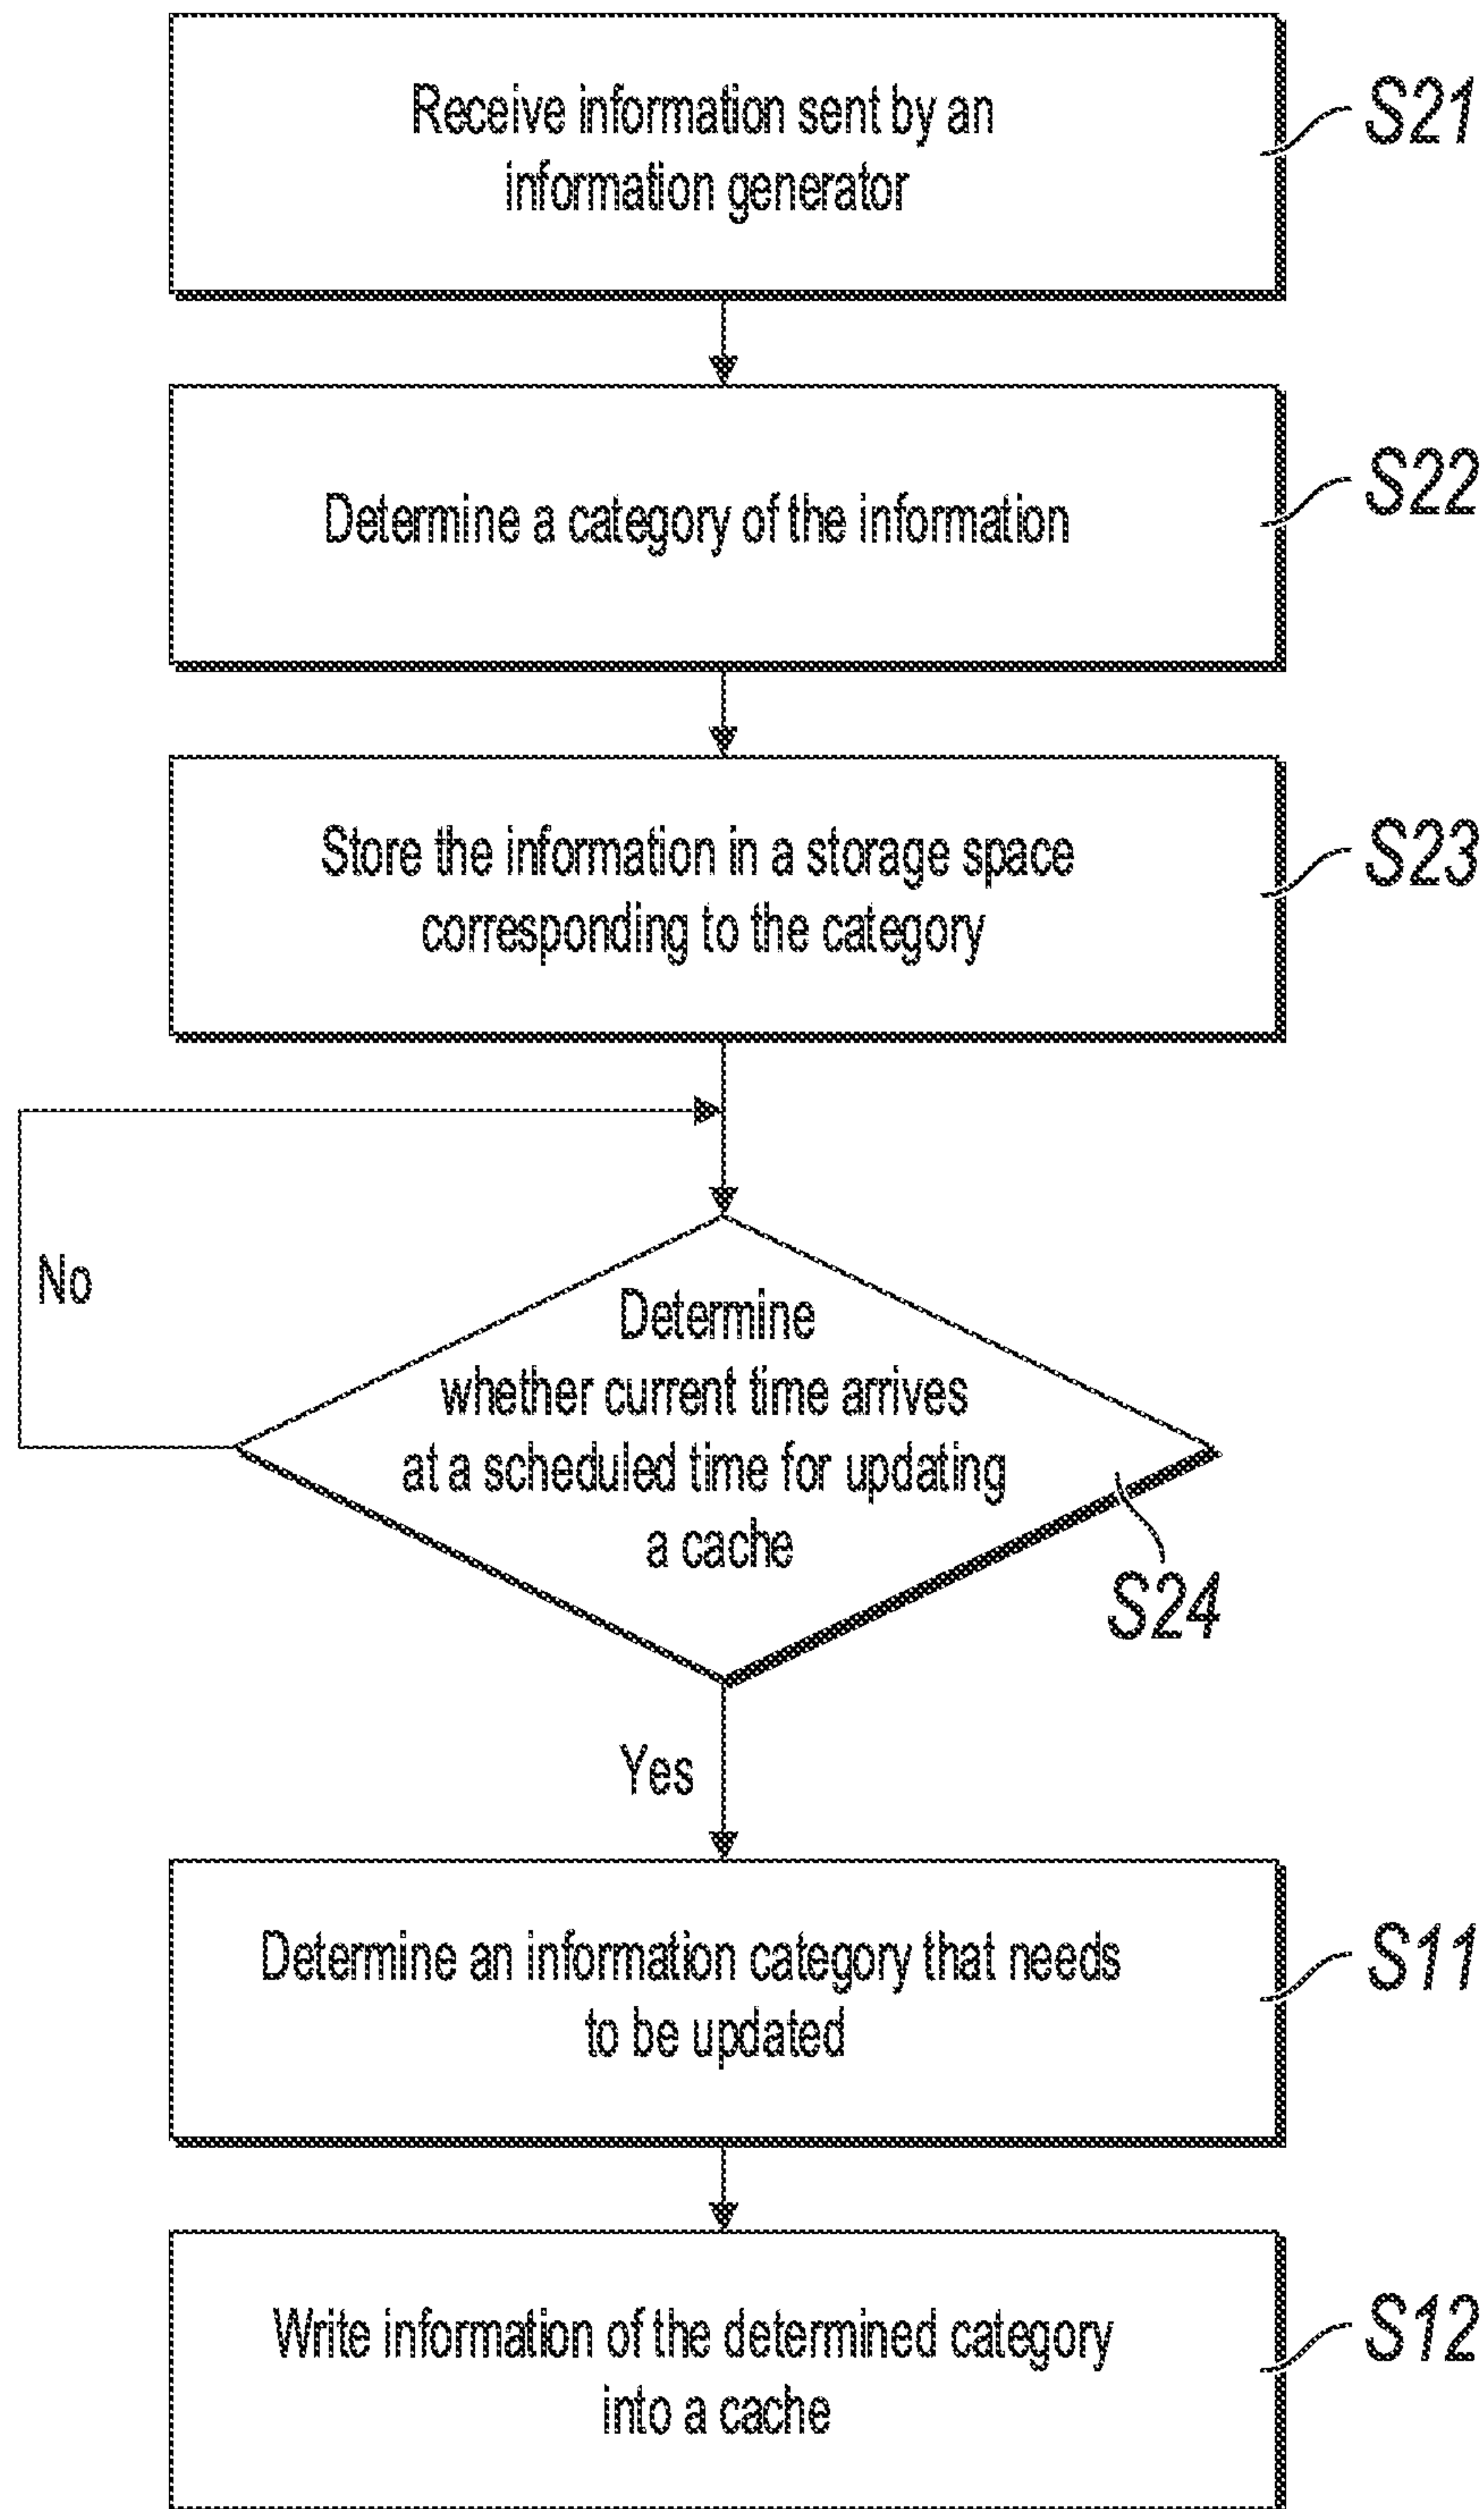 Receive information sent by an
information generator
S21
Determine a category of the information
S22
Store the information in a storage space
corresponding to the category
S23
No
Determine
whether current time arrives
at a scheduled time for updating
a cache
S24
Yes
Determine an information category that needs
to be updated
S11
Write information of the determined category
into a cache
S12